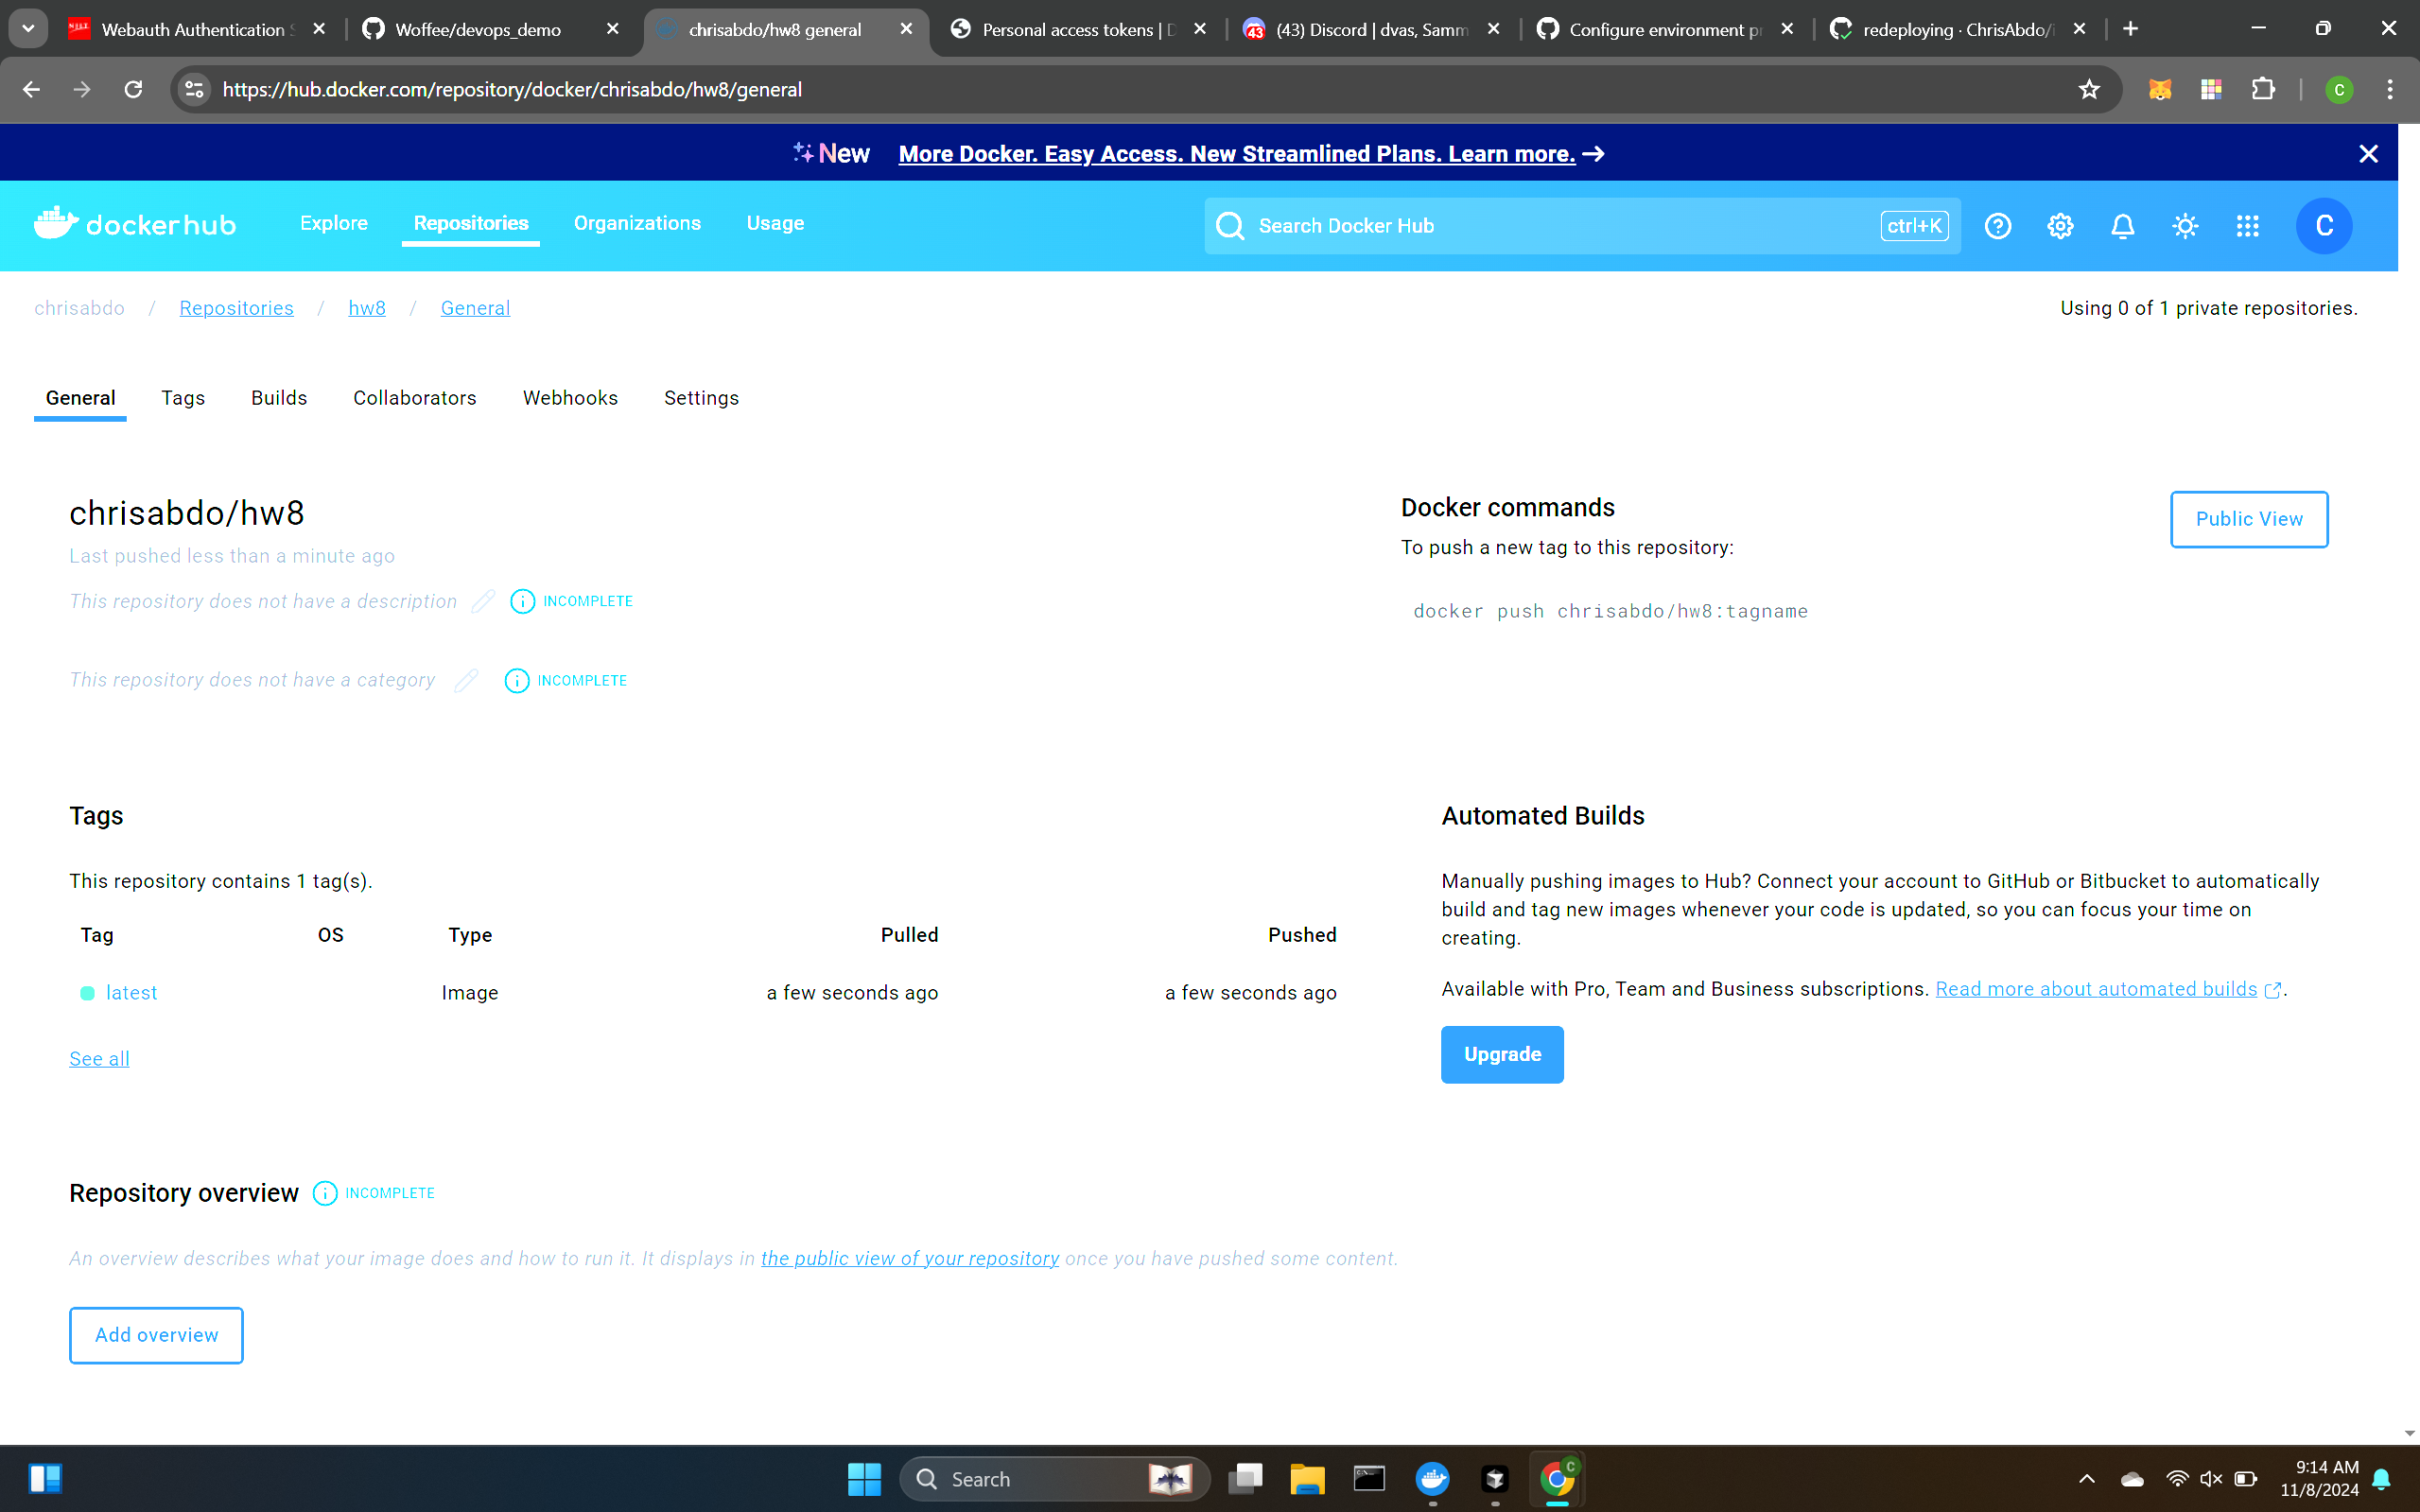 Webauth Authentication S
Woffee/devops_demo
chrisabdo/hw8 general
Personal access tokens | D
(43) Discord | dvas, Samm
Configure environment pr
redeploying · ChrisAbdo/i
https://hub.docker.com/repository/docker/chrisabdo/hw8/general
C
New More Docker. Easy Access. New Streamlined Plans. Learn more.
dockerhub
Explore
Repositories
Organizations
Usage
Search Docker Hub
ctrl+K
C
chrisabdo / Repositories / hw8 / General
Using 0 of 1 private repositories.
General
Tags
Builds
Collaborators
Webhooks
Settings
chrisabdo/hw8
Last pushed less than a minute ago
This repository does not have a description
INCOMPLETE
This repository does not have a category
INCOMPLETE
Docker commands
To push a new tag to this repository:
docker push chrisabdo/hw8:tagname
Public View
Tags
This repository contains 1 tag(s).
Tag OS Type Pulled Pushed
latest Image a few seconds ago a few seconds ago
See all
Automated Builds
Manually pushing images to Hub? Connect your account to GitHub or Bitbucket to automatically
build and tag new images whenever your code is updated, so you can focus your time on
creating.
Available with Pro, Team and Business subscriptions. Read more about automated builds .
Upgrade
Repository overview
INCOMPLETE
An overview describes what your image does and how to run it. It displays in the public view of your repository once you have pushed some content.
Add overview
Search
C
9:14 AM
11/8/2024